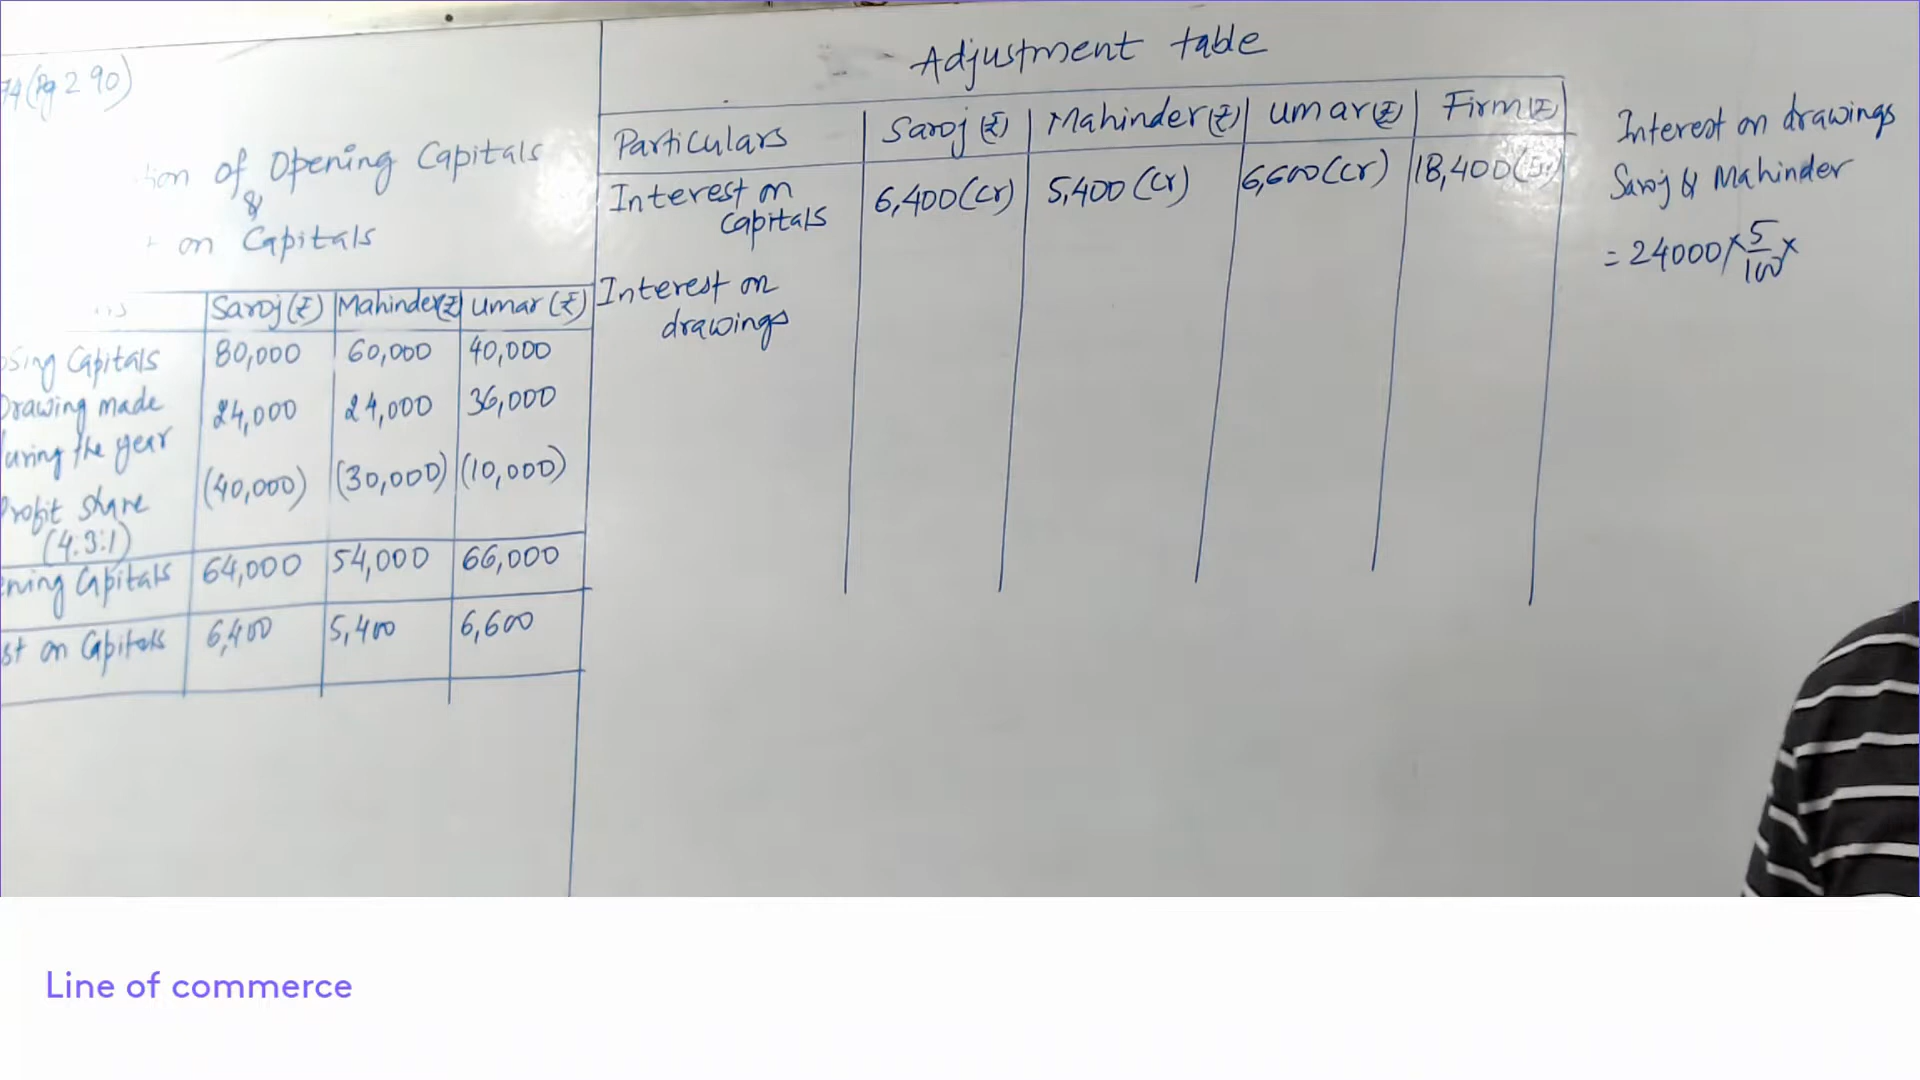 74(Pg 290)
of Opening Capitals
&
on Capitals
Saroj(₹) Mahinder(₹) Umar (₹)
Capitals 80,000 60,000 40,000
Drawing made 24,000 24,000 36,000
the year
Profit share (40,000) (30,000) (10,000)
(4:3:1)
Capitals 64,000 54,000 66,000
on Capitals 6,400 5,400 6,600
Adjustment table
Particulars Saroj (₹) Mahinder(₹) Umar(₹) Firm(₹)
Interest on 6,400(Cr) 5,400(Cr) 6,600(Cr) 18,400
Capitals
Interest on
drawings
Interest on drawings
Saroj & Mahinder
= 24000 × 5/100 ×
Line of commerce